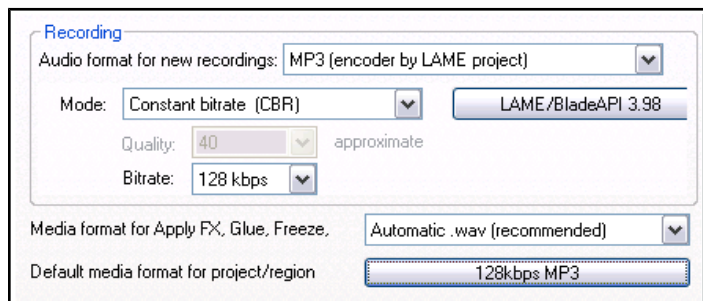 Recording
Audio format for new recordings: MP3 (encoder by LAME project)
Mode: Constant bitrate (CBR) LAME/BladeAPI 3.98
Quality: 40 approximate
Bitrate: 128 kbps
Media format for Apply FX, Glue, Freeze, Automatic .wav (recommended)
Default media format for project/region 128kbps MP3